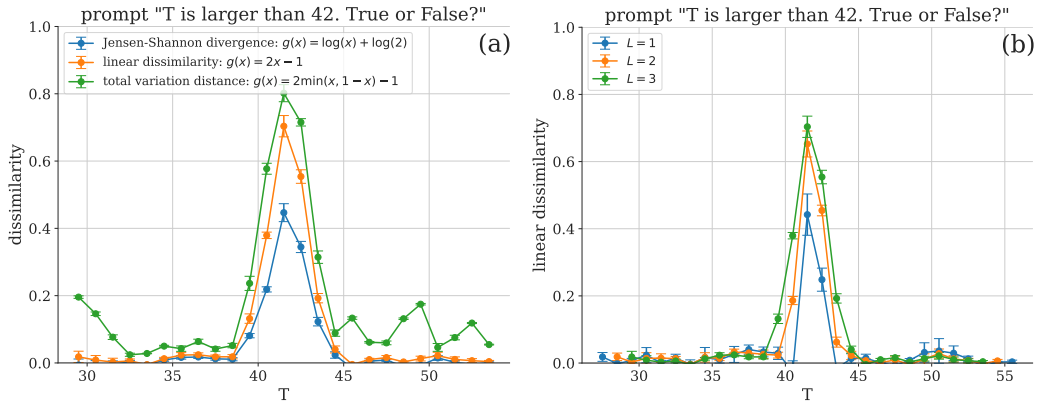 prompt "T is larger than 42. True or False?"
(a)
Jensen-Shannon divergence: g(x) = log(x) + log(2)
linear dissimilarity: g(x) = 2x − 1
total variation distance: g(x) = 2min(x, 1 − x) − 1
1.0
0.8
0.6
0.4
0.2
0.0
dissimilarity
30
35
40
45
50
T
prompt "T is larger than 42. True or False?"
(b)
L = 1
L = 2
L = 3
1.0
0.8
0.6
0.4
0.2
0.0
linear dissimilarity
30
35
40
45
50
55
T